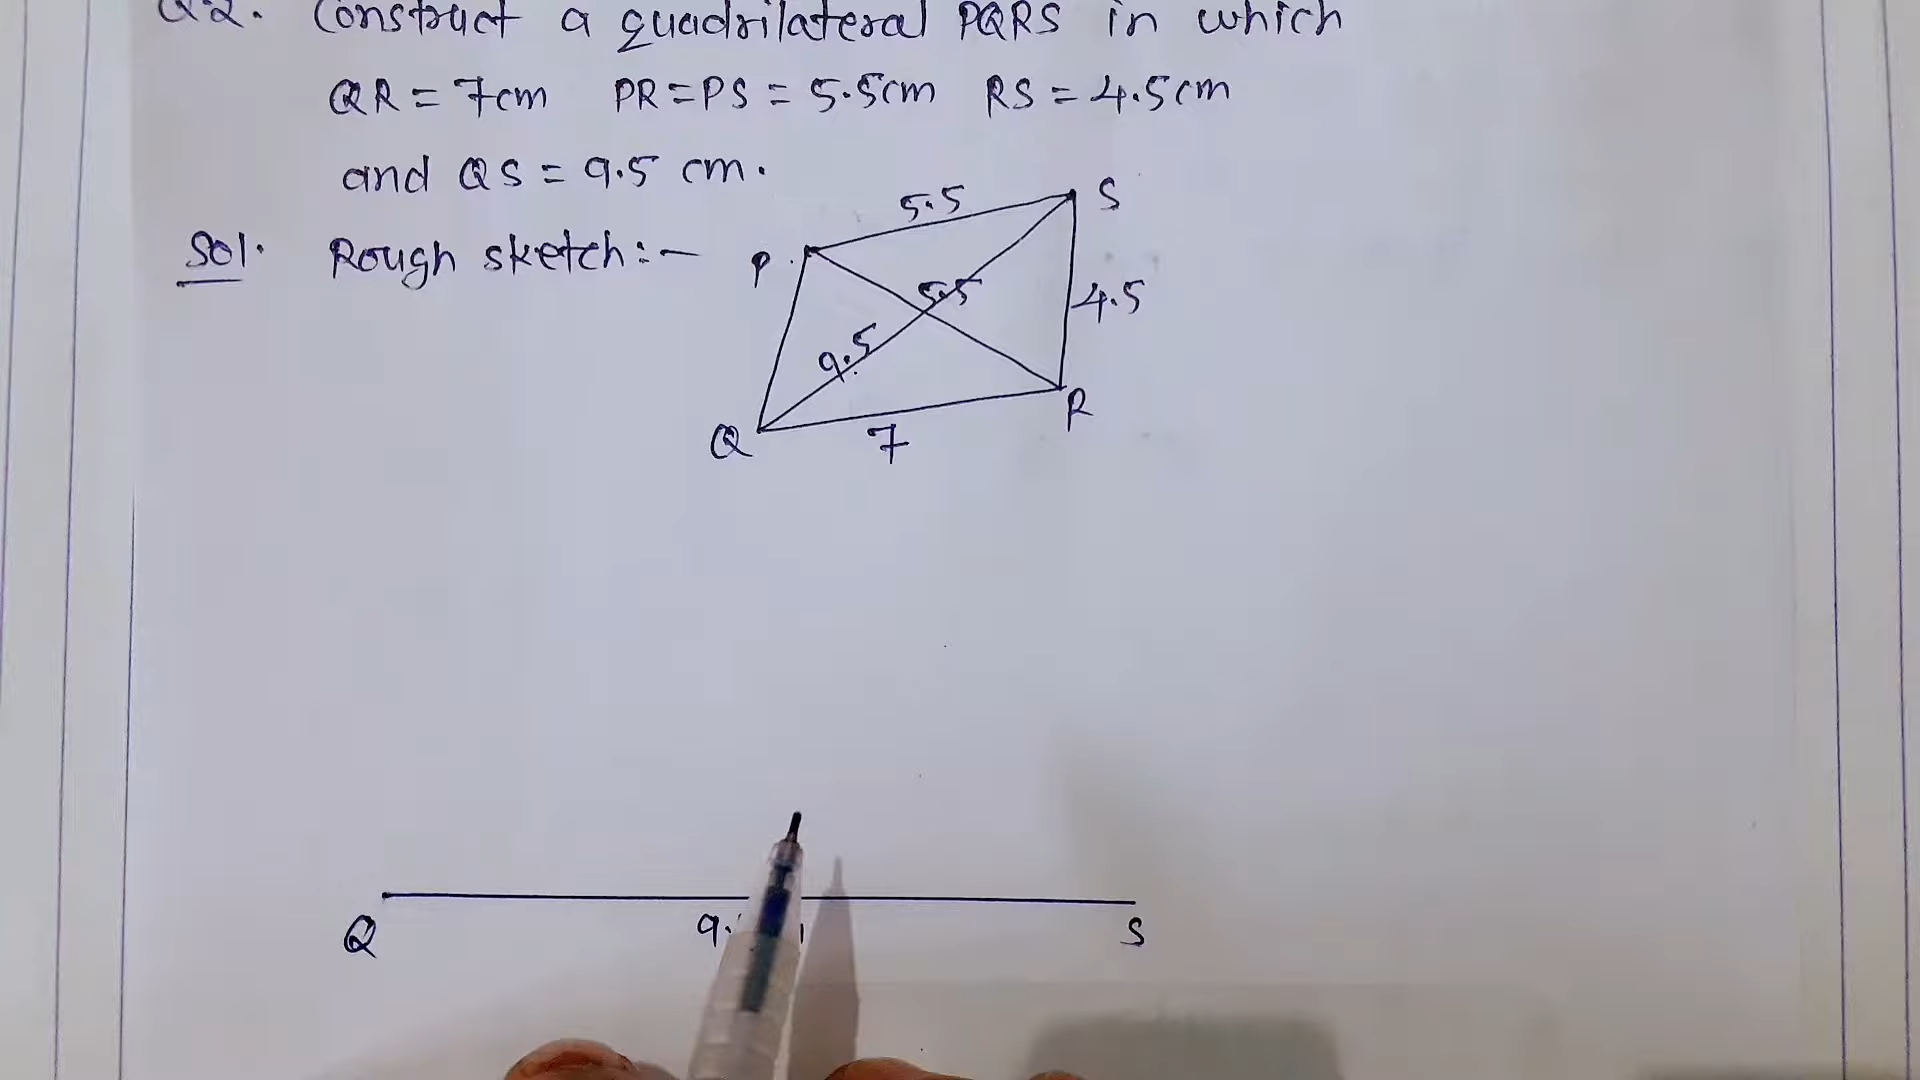 Q.2. Construct a quadrilateral PQRS in which
QR = 7cm PR = PS = 5.5cm RS = 4.5cm
and QS = 9.5 cm.
Sol. Rough sketch:-
5.5
S
P
5.5
4.5
9.5
R
Q
7
Q
S